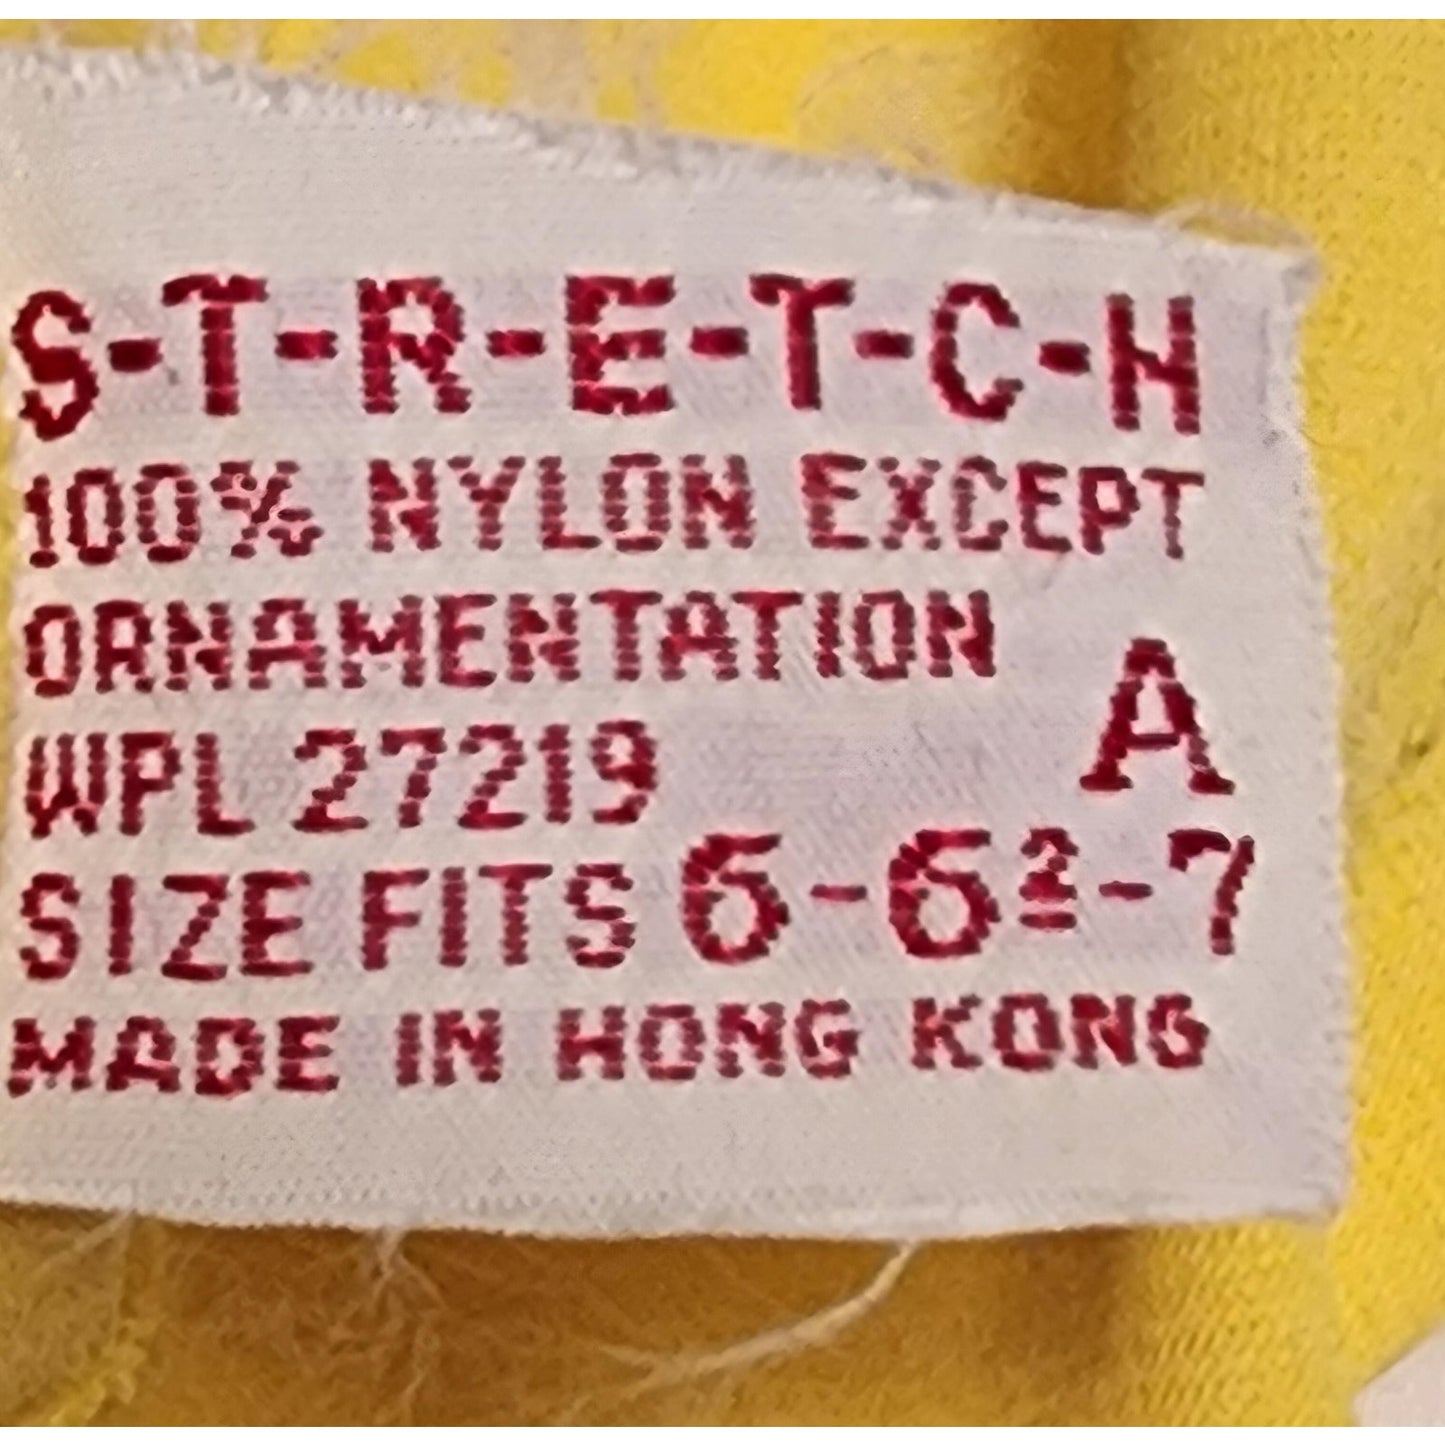 S-T-R-E-T-C-H
100% NYLON EXCEPT
ORNAMENTATION
A
WPL 27219
SIZE FITS 6-6½-7
MADE IN HONG KONG